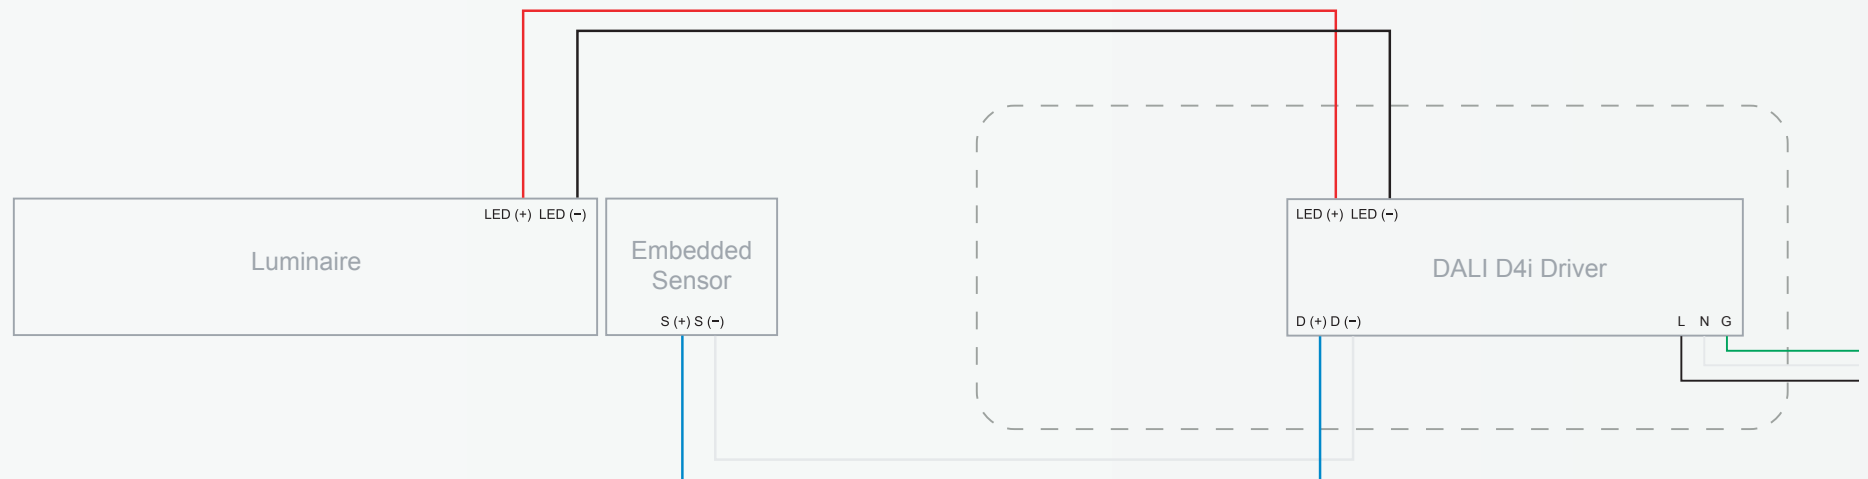 LED (+) LED (−)
Luminaire
Embedded
Sensor
S (+) S (−)
LED (+) LED (−)
DALI D4i Driver
D (+) D (−)
L N G